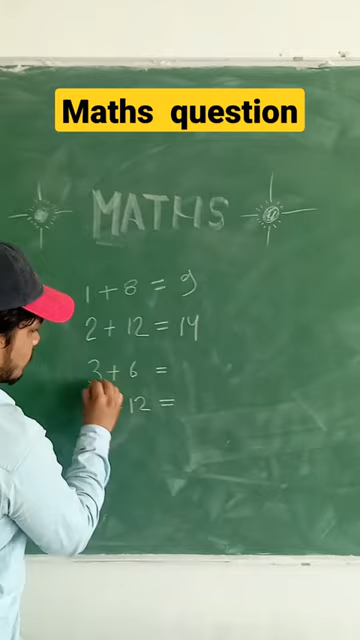 Maths question
MATHS
1 + 8 = 9
2 + 12 = 14
3 + 6 =
12 =